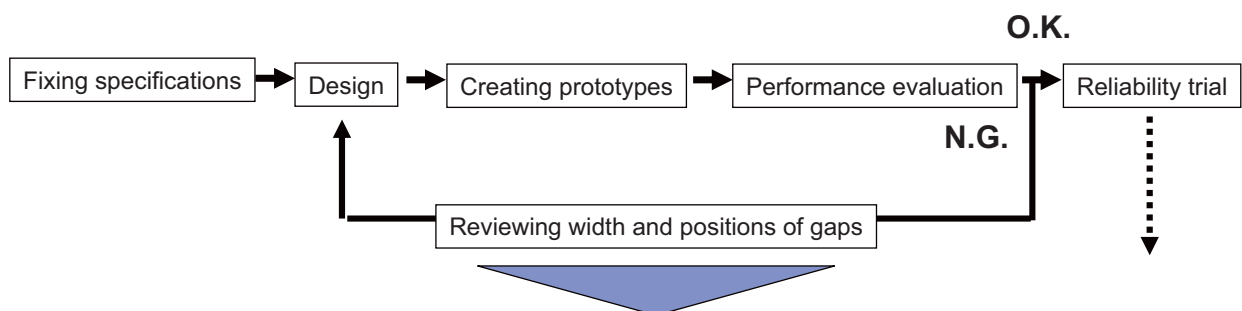 O.K.
Fixing specifications
Design
Creating prototypes
Performance evaluation
Reliability trial
N.G.
Reviewing width and positions of gaps